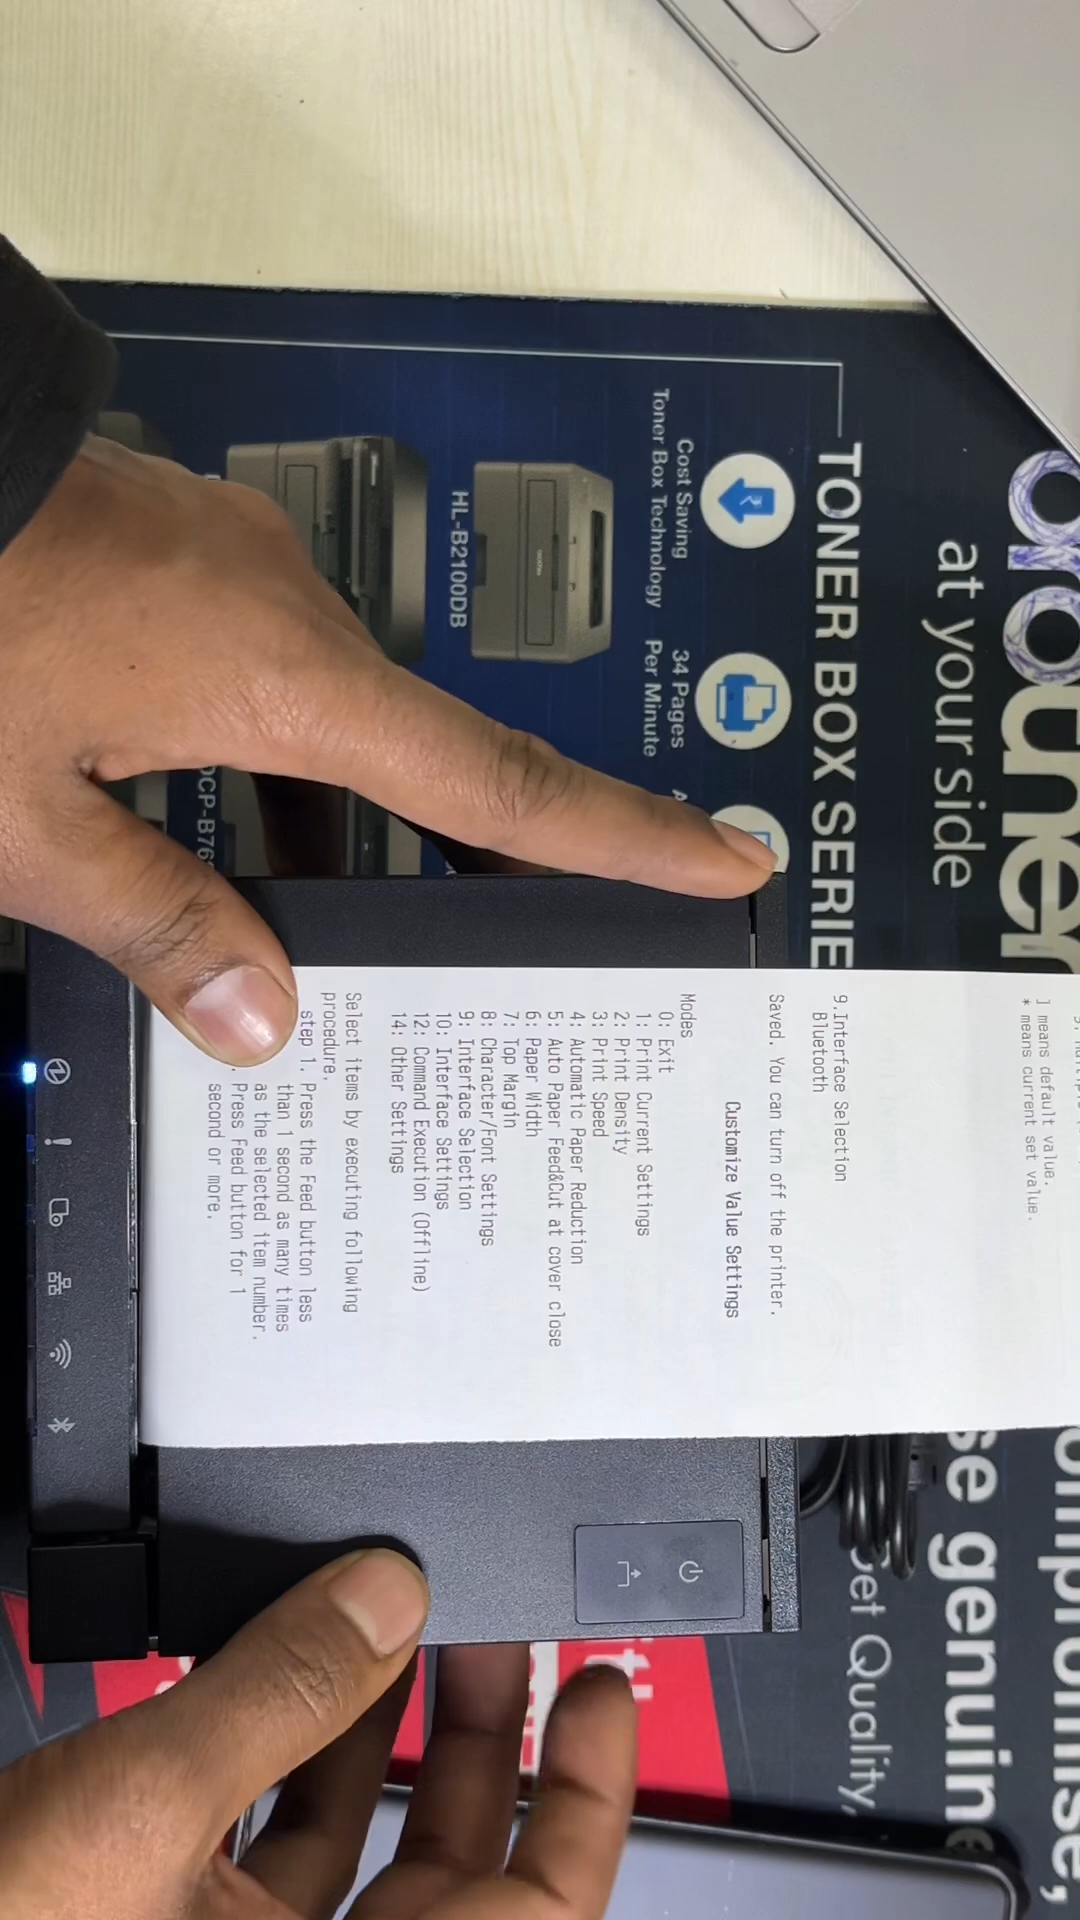 ] means default value.
* means current set value.
9.Interface Selection
Bluetooth
Saved. You can turn off the printer.
Customize Value Settings
Modes
0: Exit
1: Print Current Settings
2: Print Density
3: Print Speed
4: Automatic Paper Reduction
5: Auto Paper Feed&Cut at cover close
6: Paper Width
7: Top Margin
8: Character/Font Settings
9: Interface Selection
10: Interface Settings
12: Command Execution (Offline)
14: Other Settings
Select items by executing following
procedure.
step 1. Press the Feed button less
than 1 second as many times
as the selected item number.
. Press Feed button for 1
second or more.
brother
at your side
TONER BOX SERIE
Cost Saving
Toner Box Technology
34 Pages
Per Minute
HL-B2100DB
DCP-B76
ompromise,
se genuine
Get Quality,